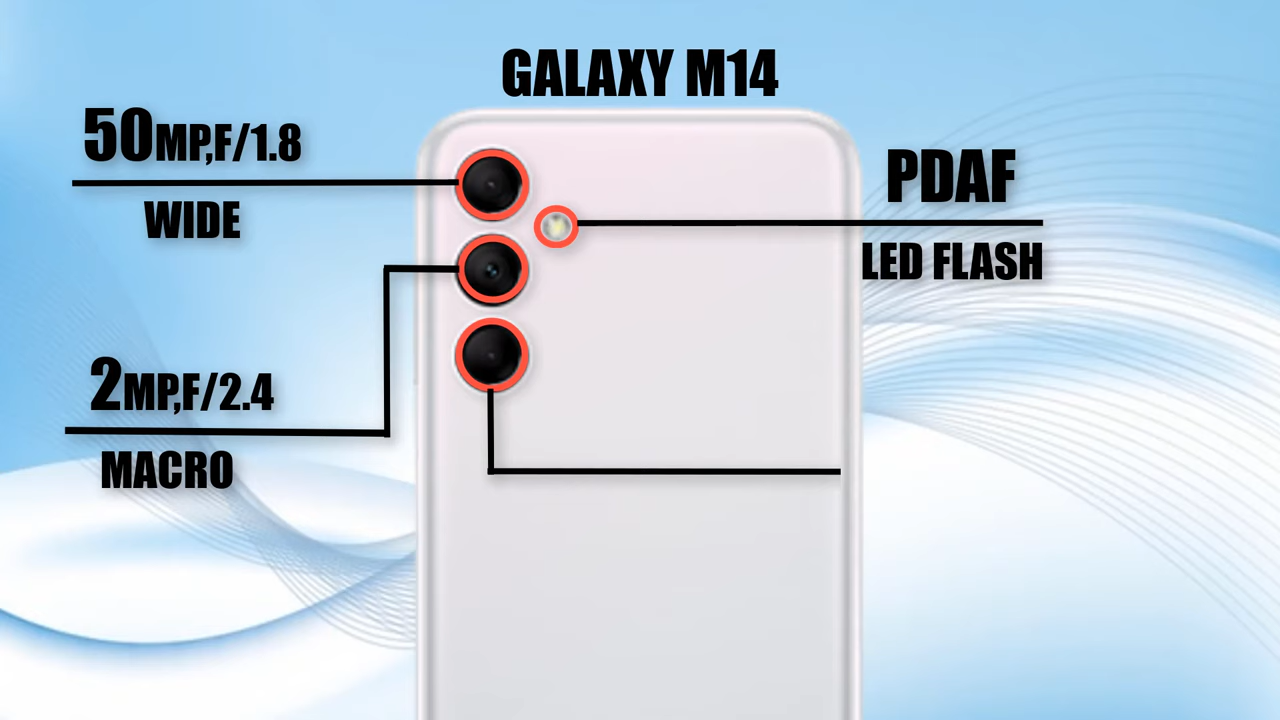 GALAXY M14
50MP,F/1.8
WIDE
PDAF
LED FLASH
2MP,F/2.4
MACRO